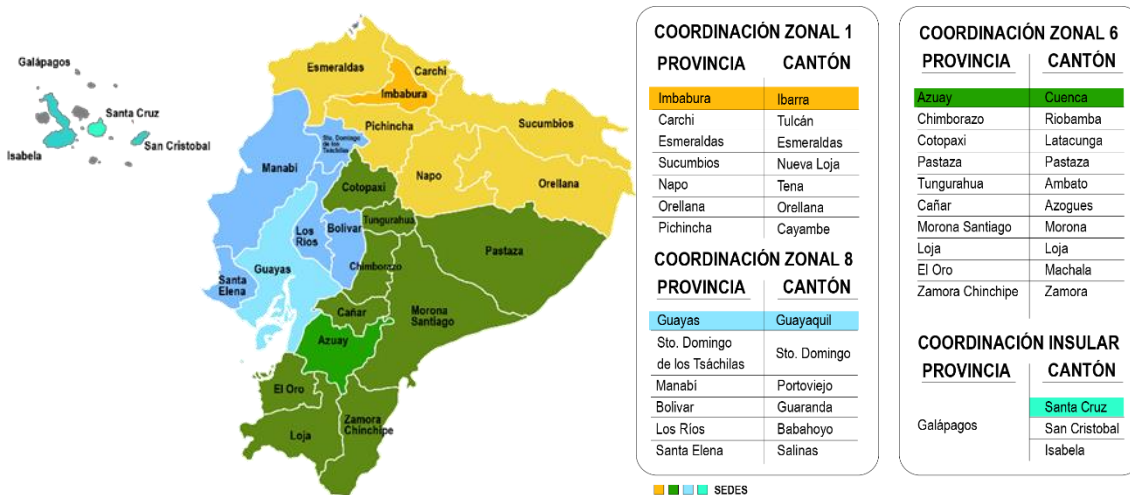 Galápagos
Santa Cruz
San Cristobal
Isabela
Esmeraldas
Carchi
Imbabura
Pichincha
Sucumbios
Sto. Domingo
de los
Tsáchilas
Manabí
Napo
Orellana
Cotopaxi
Tungurahua
Los
Ríos
Bolivar
Pastaza
Guayas
Chimborazo
Santa
Elena
Cañar
Morona
Santiago
Azuay
El Oro
Zamora
Chinchipe
Loja
COORDINACIÓN ZONAL 1
PROVINCIA CANTÓN
Imbabura Ibarra
Carchi Tulcán
Esmeraldas Esmeraldas
Sucumbios Nueva Loja
Napo Tena
Orellana Orellana
Pichincha Cayambe
COORDINACIÓN ZONAL 8
PROVINCIA CANTÓN
Guayas Guayaquil
Sto. Domingo
de los Tsáchilas Sto. Domingo
Manabí Portoviejo
Bolivar Guaranda
Los Ríos Babahoyo
Santa Elena Salinas
COORDINACIÓN ZONAL 6
PROVINCIA CANTÓN
Azuay Cuenca
Chimborazo Riobamba
Cotopaxi Latacunga
Pastaza Pastaza
Tungurahua Ambato
Cañar Azogues
Morona Santiago Morona
Loja Loja
El Oro Machala
Zamora Chinchipe Zamora
COORDINACIÓN INSULAR
PROVINCIA CANTÓN
Galápagos
Santa Cruz
San Cristobal
Isabela
SEDES